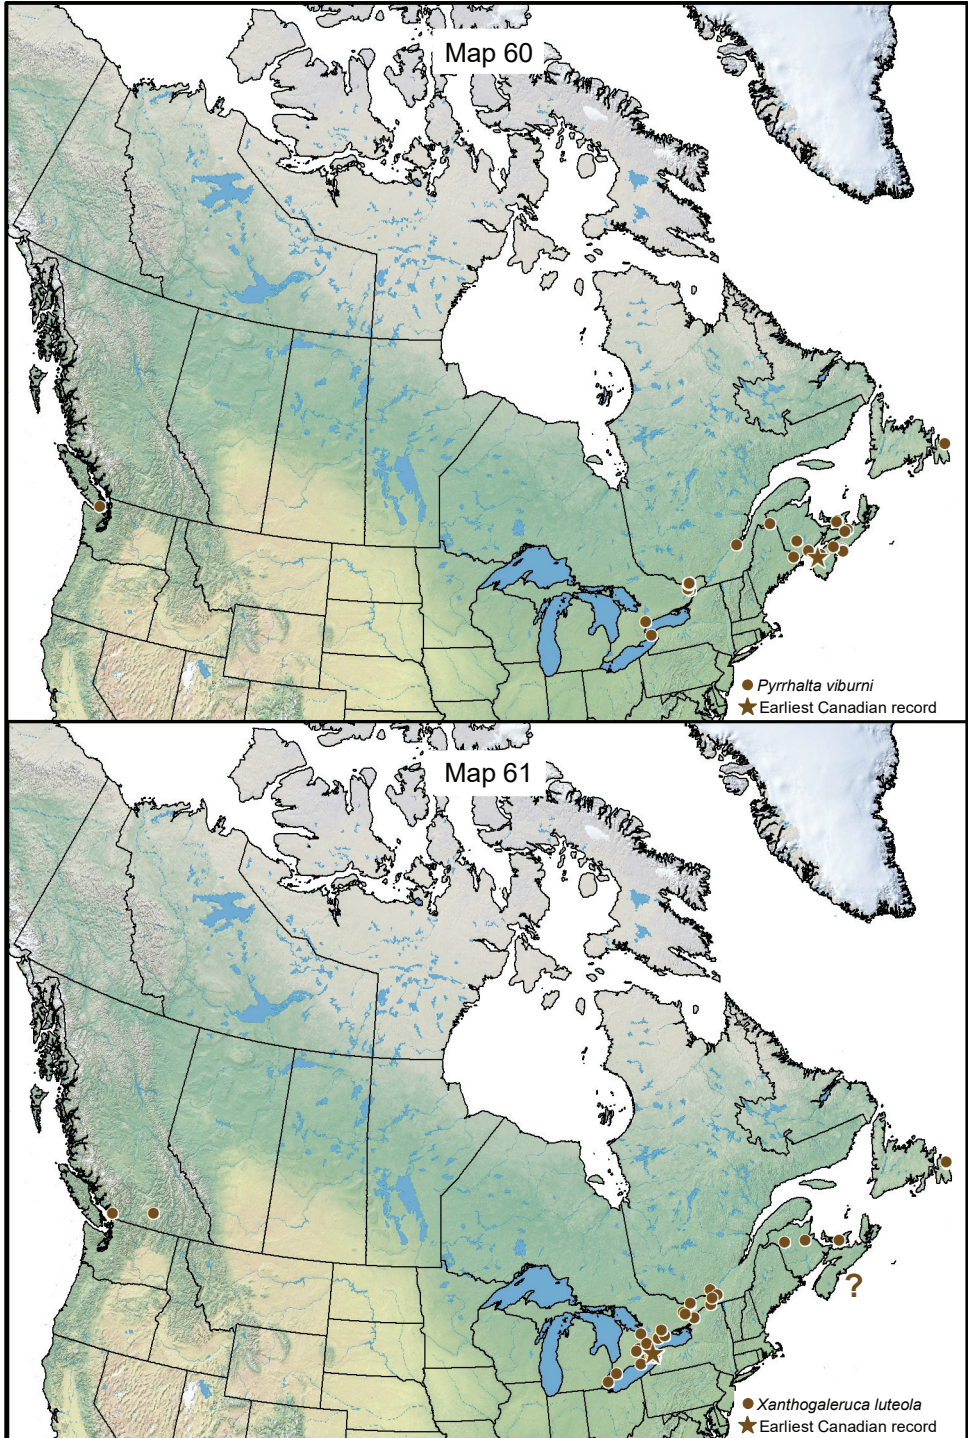 Map 60
Pyrrhalta viburni
Earliest Canadian record
Map 61
?
Xanthogaleruca luteola
Earliest Canadian record